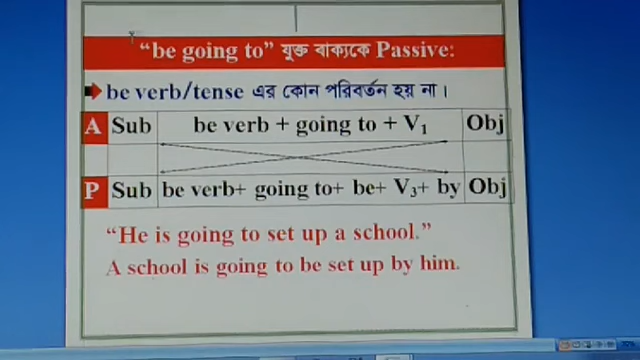 “be going to” যুক্ত বাক্যকে Passive:
be verb/tense এর কোন পরিবর্তন হয় না।
A Sub be verb + going to + V₁ Obj
P Sub be verb+ going to+ be+ V₃+ by Obj
“He is going to set up a school.”
A school is going to be set up by him.